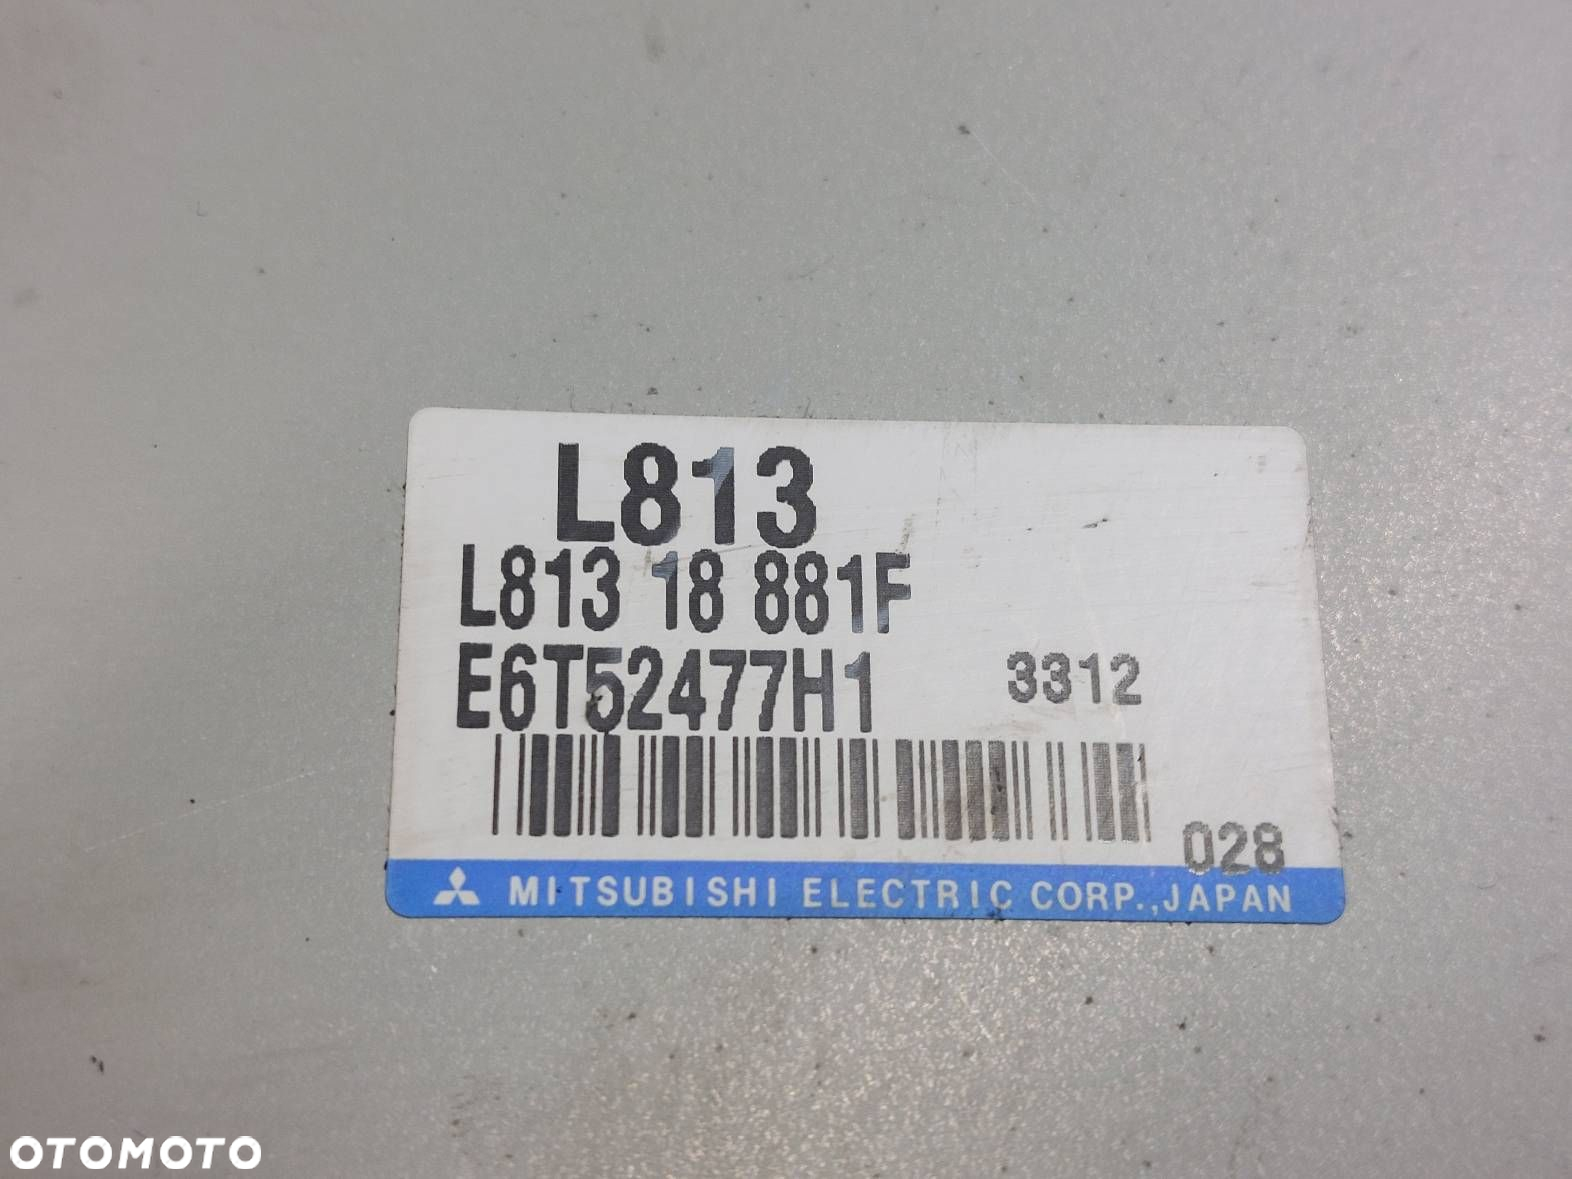 L813
L813 18 881F
E6T52477H1 3312
028
MITSUBISHI ELECTRIC CORP.,JAPAN
OTOMOTO